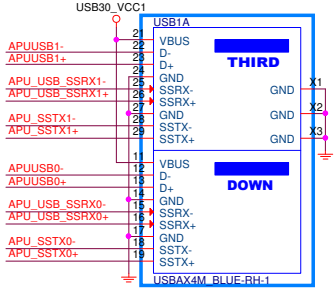 USB30_VCC1
USB1A
21 VBUS
APUUSB1- 22 D-
APUUSB1+ 23 D+
THIRD
24 GND
APU_USB_SSRX1- 25 SSRX- GND X1
APU_USB_SSRX1+ 26 SSRX+
27 GND GND X2
APU_SSTX1- 28 SSTX-
APU_SSTX1+ 29 SSTX+ GND X3
11 VBUS
APUUSB0- 12 D-
APUUSB0+ 13 D+
DOWN
14 GND
APU_USB_SSRX0- 15 SSRX-
APU_USB_SSRX0+ 16 SSRX+
17 GND
APU_SSTX0- 18 SSTX-
APU_SSTX0+ 19 SSTX+
USBAX4M_BLUE-RH-1